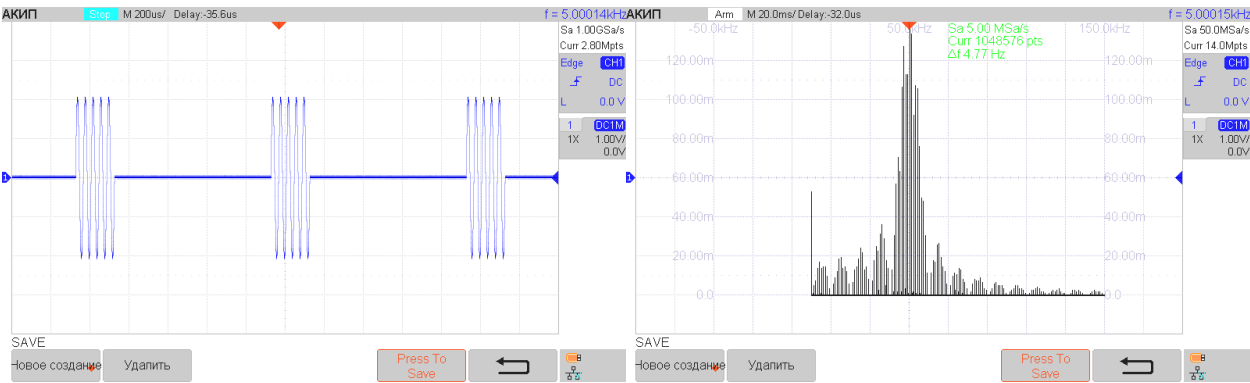 АКИП Stop M 200us/ Delay:-35.6us f = 5.00014kHz
Sa 1.00GSa/s
Curr 2.80Mpts
Edge CH1
DC
L 0.0 V
1 DC1M
1X 1.00V/
0.0V
1
SAVE
Новое создание Удалить Press To Save
АКИП Arm M 20.0ms/ Delay:-32.0us f = 5.00015kHz
-50.0kHz 50.0kHz 150.0kHz
Sa 5.00 MSa/s
Curr 1048576 pts
Δf 4.77 Hz
120.00m 120.00m
100.00m 100.00m
80.00m 80.00m
60.00m 60.00m
40.00m 40.00m
20.00m 20.00m
0.0 0.0
Sa 50.0MSa/s
Curr 14.0Mpts
Edge CH1
DC
L 0.0 V
1 DC1M
1X 1.00V/
0.0V
1
SAVE
Новое создание Удалить Press To Save